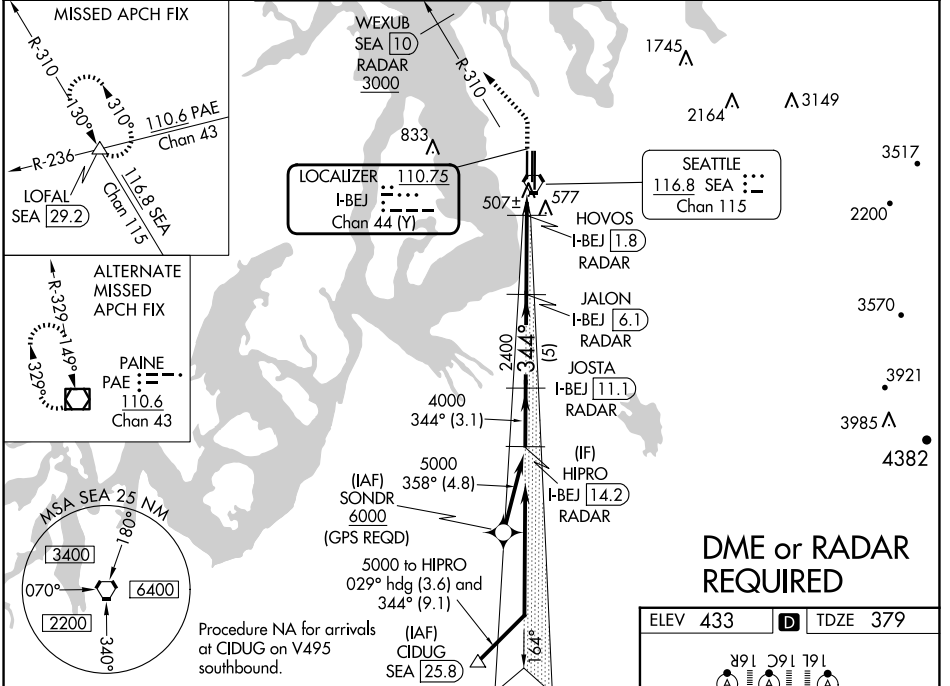 MISSED APCH FIX
R-310
130°
310°
110.6 PAE
Chan 43
R-236
LOFAL
SEA 29.2
116.8 SEA
Chan 115
ALTERNATE
MISSED
APCH FIX
R-329
149°
329°
PAINE
PAE
110.6
Chan 43
WEXUB
SEA 10
RADAR
3000
R-310
833
1745
2164
3149
3517
2200
3570
3921
3985
4382
LOCALIZER 110.75
I-BEJ
Chan 44 (Y)
SEATTLE
116.8 SEA
Chan 115
507±
577
HOVOS
I-BEJ 1.8
RADAR
JALON
I-BEJ 6.1
RADAR
2400
344°
(5)
JOSTA
I-BEJ 11.1
RADAR
4000
344° (3.1)
(IF)
HIPRO
I-BEJ 14.2
RADAR
5000
358° (4.8)
(IAF)
SONDR
6000
(GPS REQD)
5000 to HIPRO
029° hdg (3.6) and
344° (9.1)
(IAF)
CIDUG
SEA 25.8
164°
MSA SEA 25 NM
180°
3400
070°
6400
2200
340°
Procedure NA for arrivals
at CIDUG on V495
southbound.
DME or RADAR
REQUIRED
ELEV 433
D
TDZE 379
16R
16C
16L
A
A